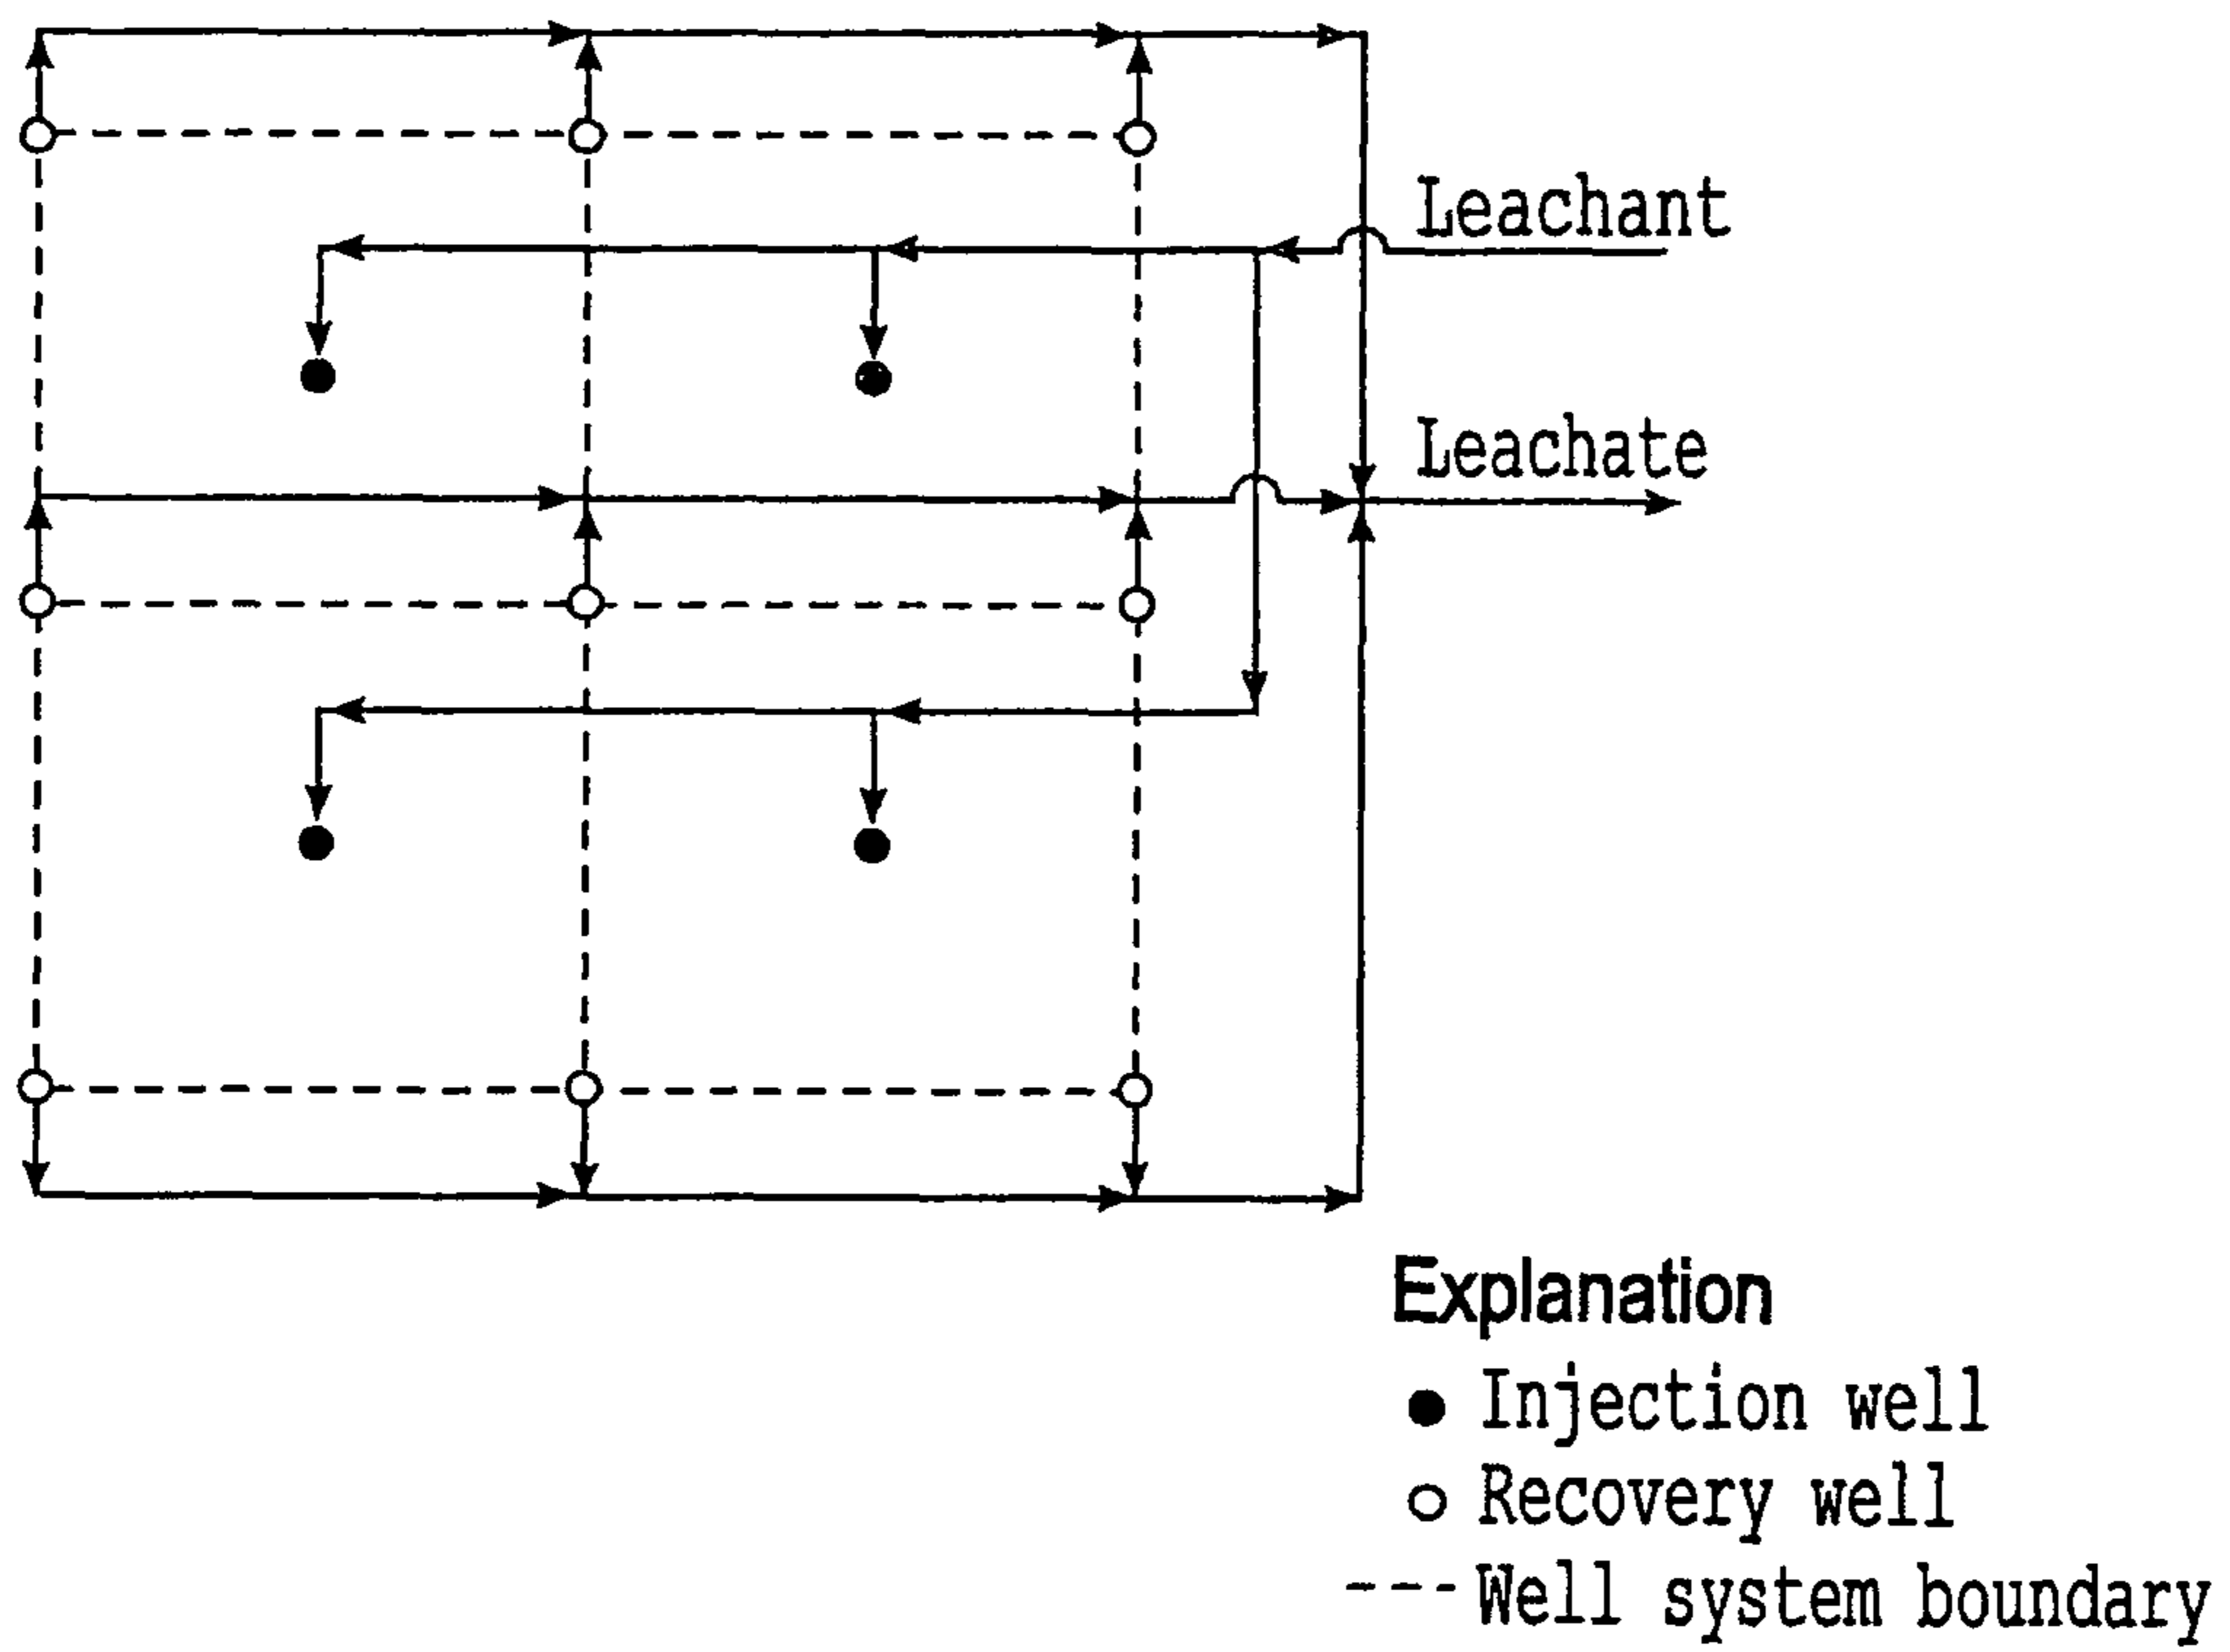 Leachant
Leachate
Explanation
Injection well
Recovery well
Well system boundary